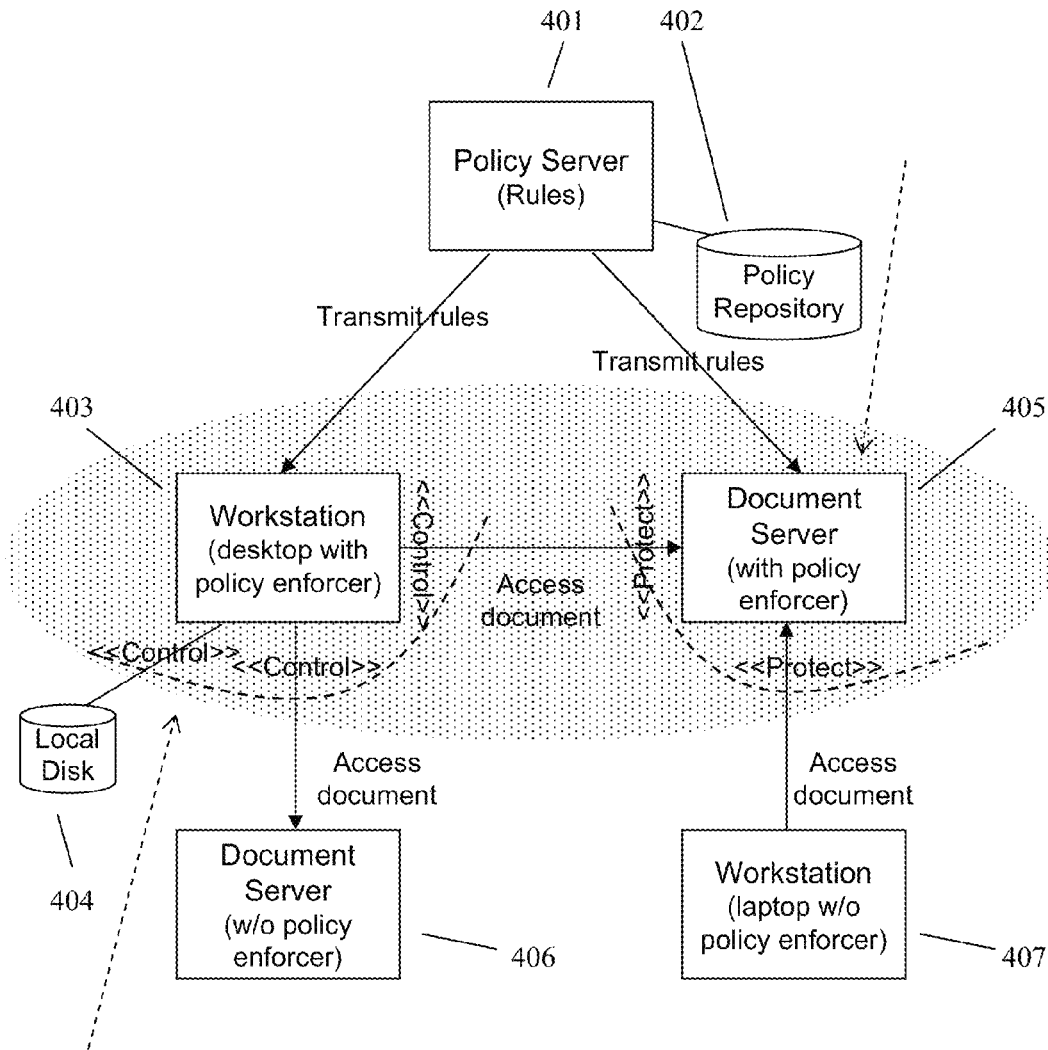 401
402
Policy Server
(Rules)
Policy
Repository
Transmit rules
Transmit rules
403
405
Workstation
(desktop with
policy enforcer)
<<Control>>
<<Protect>>
Document
Server
(with policy
enforcer)
Access
document
<<Control>>
<<Control>>
<<Protect>>
Local
Disk
Access
document
Access
document
404
Document
Server
(w/o policy
enforcer)
406
Workstation
(laptop w/o
policy enforcer)
407